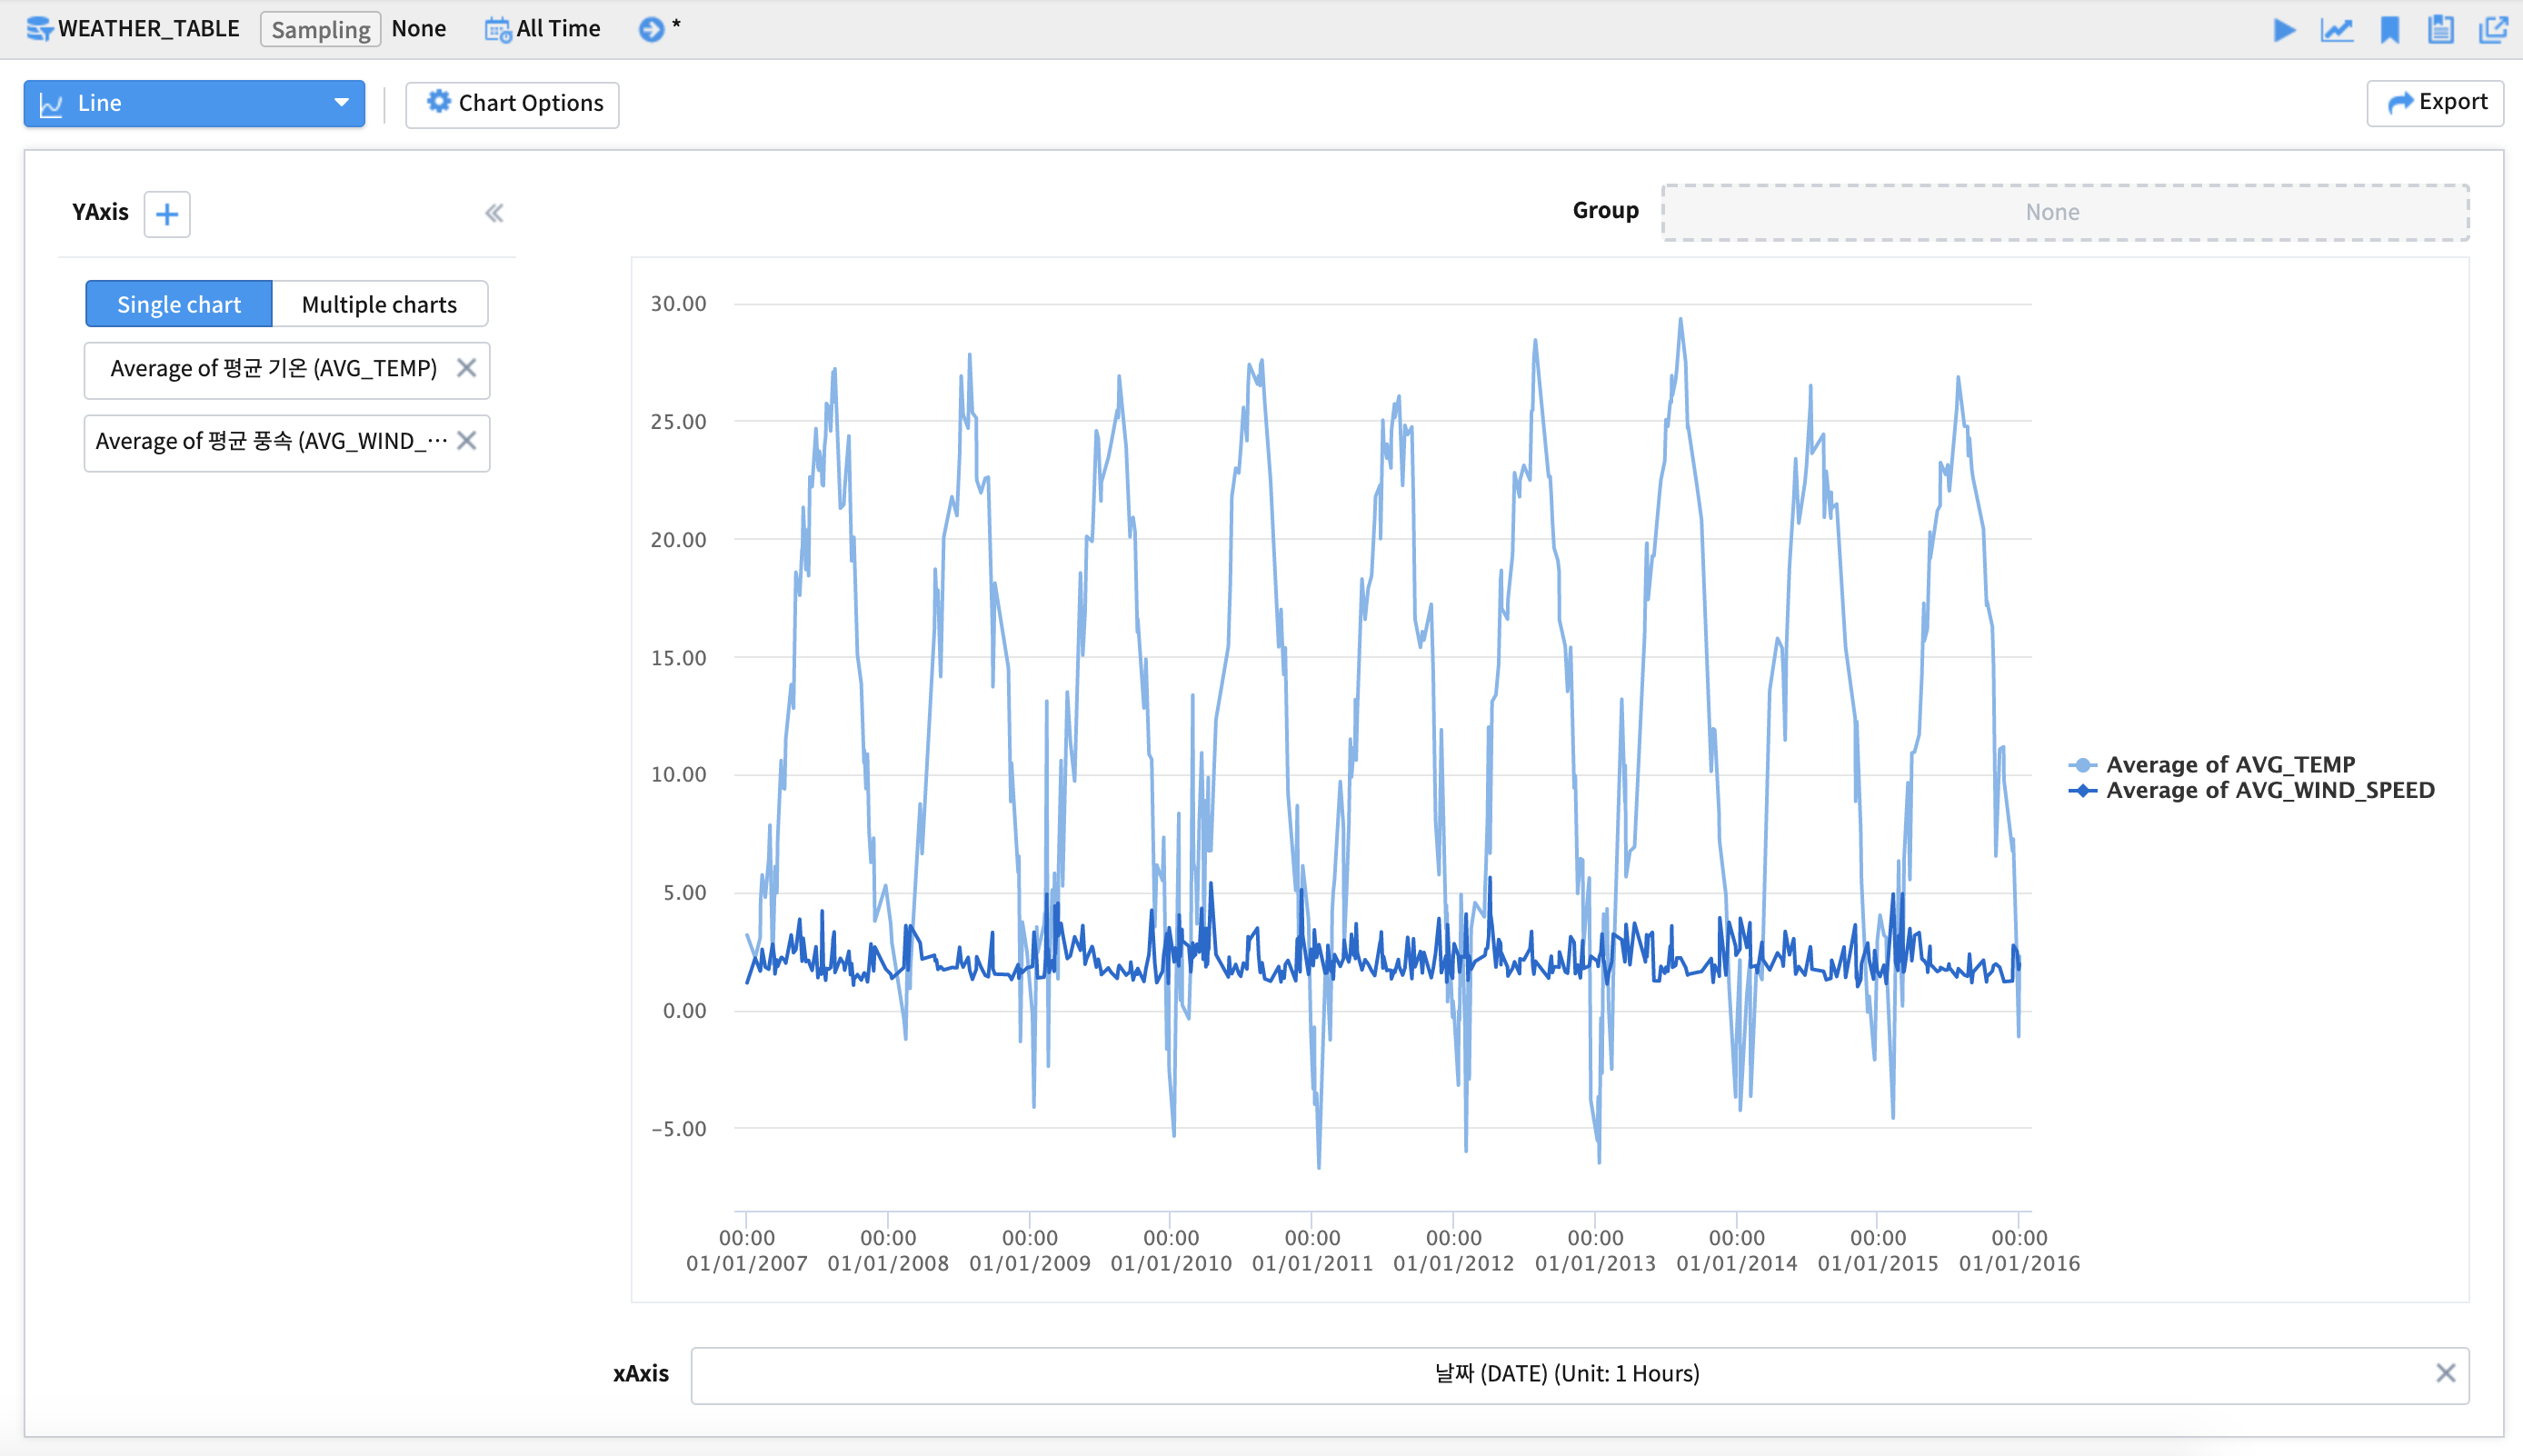 WEATHER_TABLE Sampling None All Time *
Line Chart Options Export
YAxis
Group None
Single chart Multiple charts
Average of 평균 기온 (AVG_TEMP)
Average of 평균 풍속 (AVG_WIND_···
30.00
25.00
20.00
15.00
10.00
5.00
0.00
−5.00
Average of AVG_TEMP
Average of AVG_WIND_SPEED
00:00 00:00 00:00 00:00 00:00 00:00 00:00 00:00 00:00 00:00
01/01/2007 01/01/2008 01/01/2009 01/01/2010 01/01/2011 01/01/2012 01/01/2013 01/01/2014 01/01/2015 01/01/2016
xAxis 날짜 (DATE) (Unit: 1 Hours)